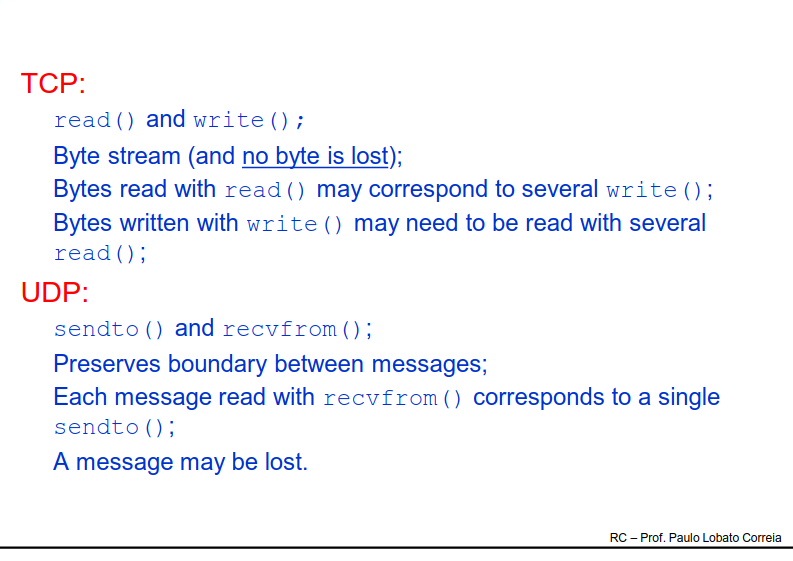 TCP:
read() and write();
Byte stream (and no byte is lost);
Bytes read with read() may correspond to several write();
Bytes written with write() may need to be read with several
read();
UDP:
sendto() and recvfrom();
Preserves boundary between messages;
Each message read with recvfrom() corresponds to a single
sendto();
A message may be lost.
RC – Prof. Paulo Lobato Correia